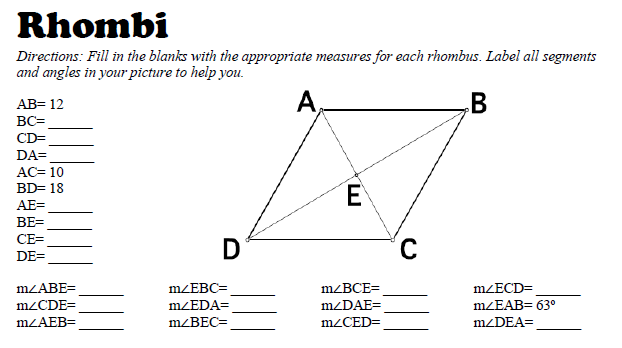 Rhombi
Directions: Fill in the blanks with the appropriate measures for each rhombus. Label all segments
and angles in your picture to help you.
AB= 12
BC= ______
CD= ______
DA= ______
AC= 10
BD= 18
AE= ______
BE= ______
CE= ______
DE= ______
A
B
E
D
C
m∠ABE= ______ m∠EBC= ______ m∠BCE= ______ m∠ECD= ______
m∠CDE= ______ m∠EDA= ______ m∠DAE= ______ m∠EAB= 63º
m∠AEB= ______ m∠BEC= ______ m∠CED= ______ m∠DEA= ______